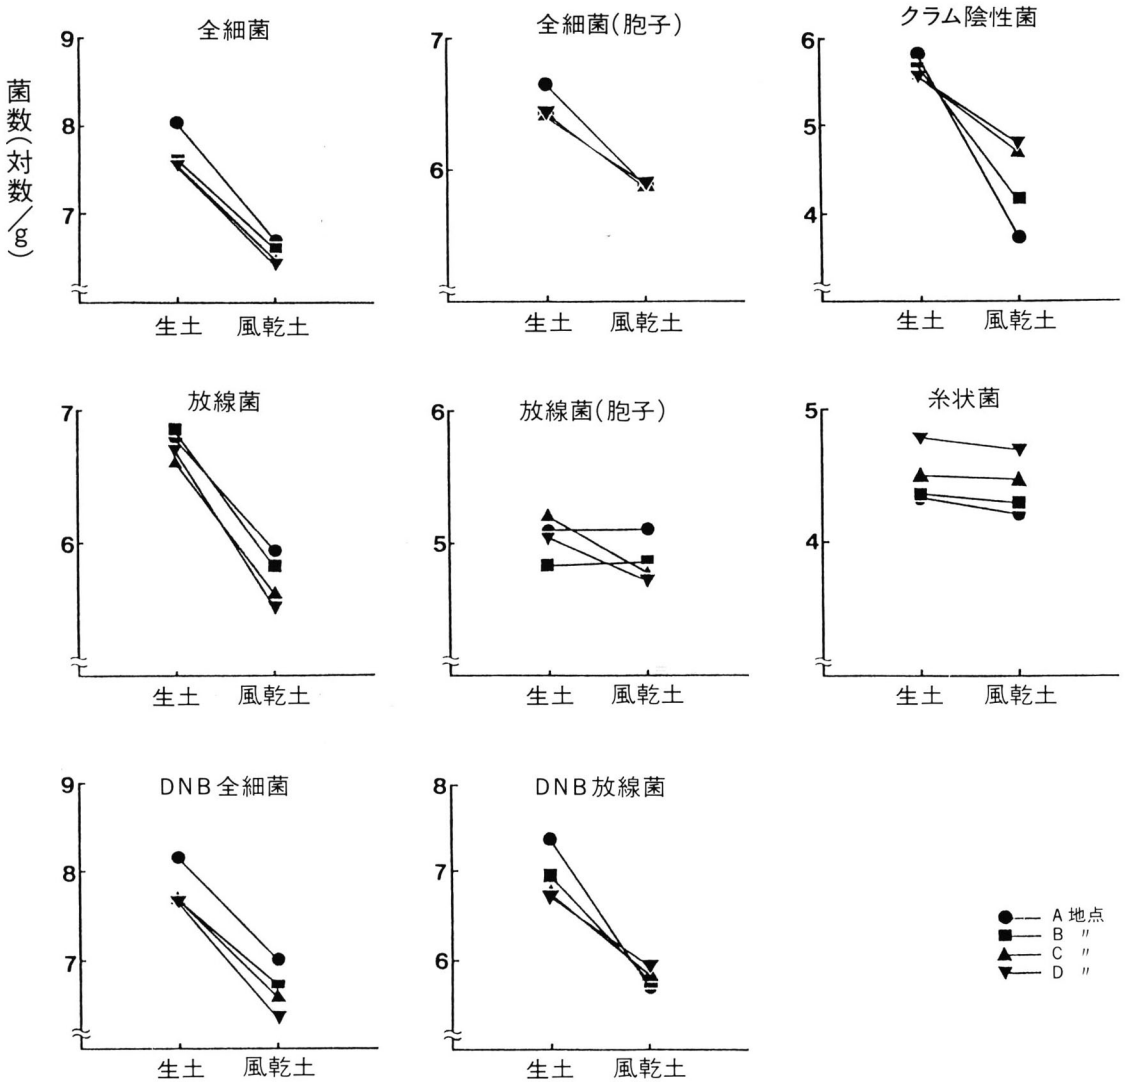 全細菌
全細菌(胞子)
クラム陰性菌
菌数(対数/g)
9
8
7
生土
風乾土
7
6
生土
風乾土
6
5
4
生土
風乾土
放線菌
放線菌(胞子)
糸状菌
7
6
生土
風乾土
6
5
生土
風乾土
5
4
生土
風乾土
DNB全細菌
DNB放線菌
9
8
7
生土
風乾土
8
7
6
生土
風乾土
A 地点
B 〃
C 〃
D 〃